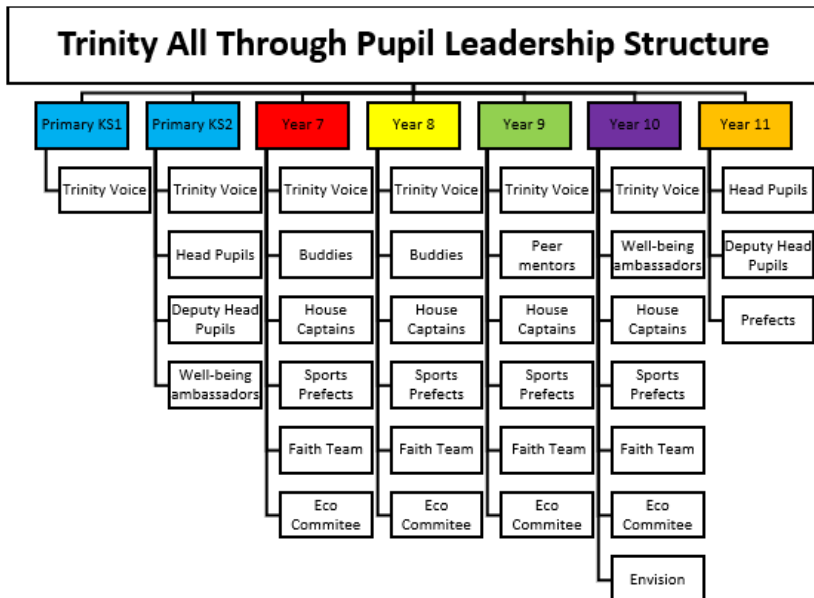 Trinity All Through Pupil Leadership Structure
Primary KS1
Primary KS2
Year 7
Year 8
Year 9
Year 10
Year 11
Trinity Voice
Trinity Voice
Trinity Voice
Trinity Voice
Trinity Voice
Trinity Voice
Head Pupils
Head Pupils
Buddies
Buddies
Peer
mentors
Well-being
ambassadors
Deputy Head
Pupils
Deputy Head
Pupils
House
Captains
House
Captains
House
Captains
House
Captains
Prefects
Well-being
ambassadors
Sports
Prefects
Sports
Prefects
Sports
Prefects
Sports
Prefects
Faith Team
Faith Team
Faith Team
Faith Team
Eco
Commitee
Eco
Commitee
Eco
Commitee
Eco
Commitee
Envision